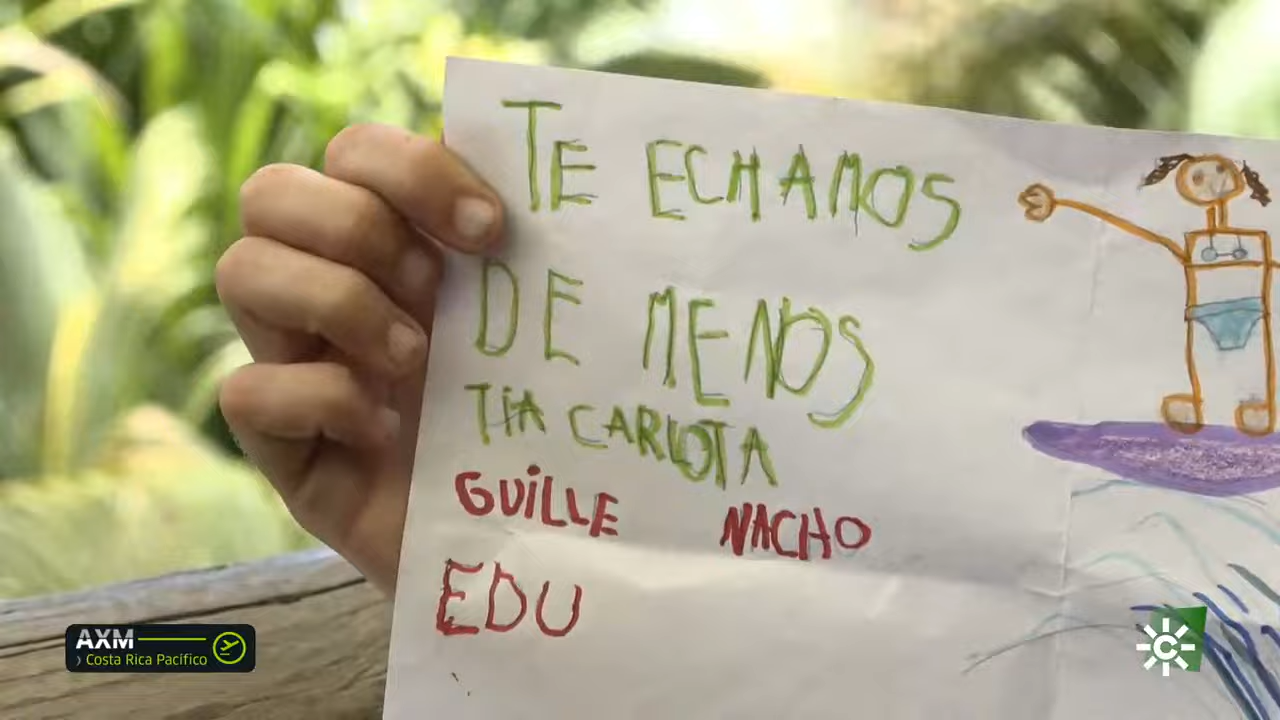 TE ECHAMOS
DE MENOS
TIA CARLOTA
GUiLLE NACHO
EDU
AXM
Costa Rica Pacífico